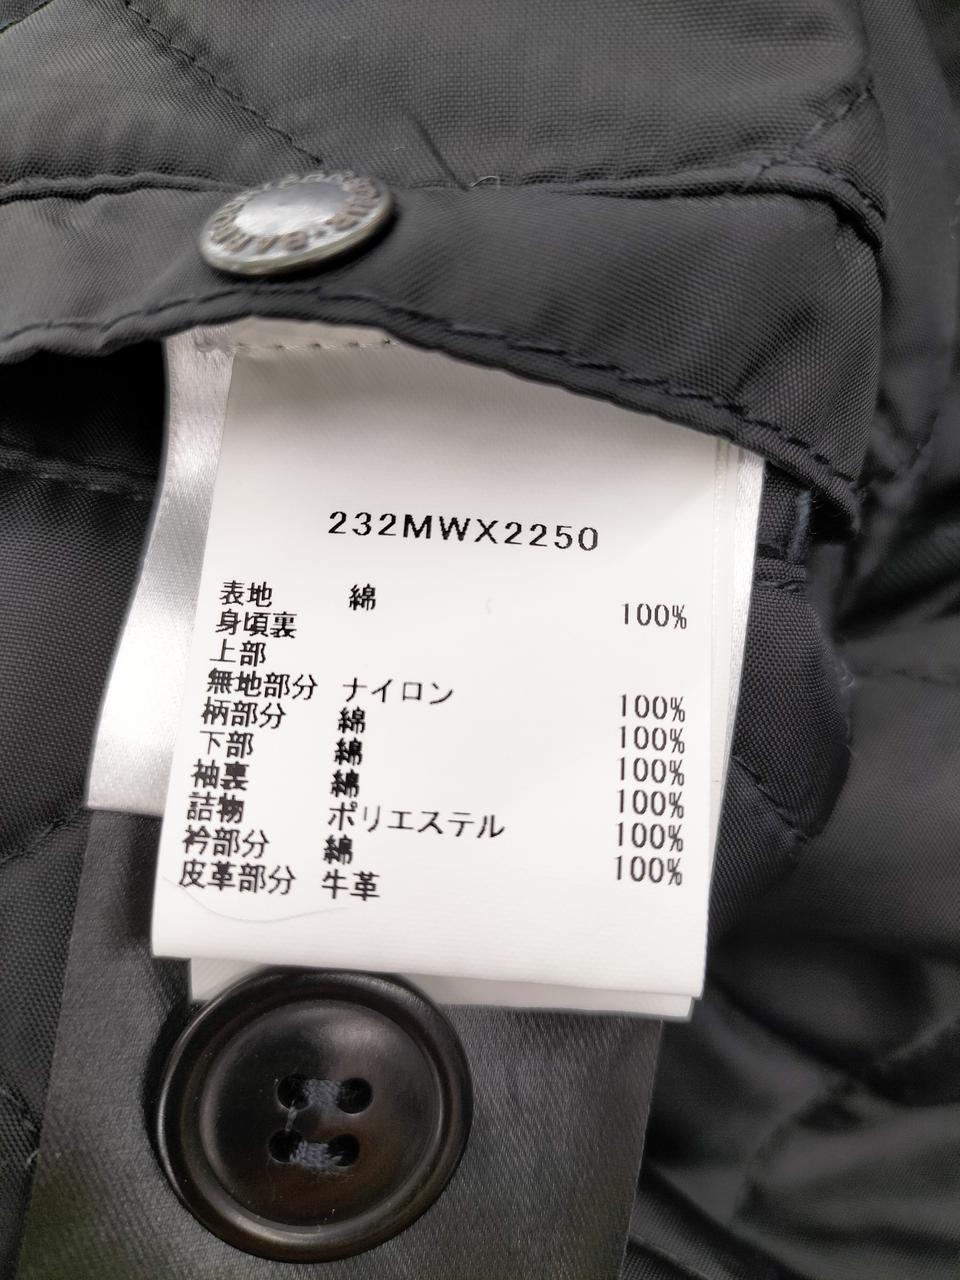 BARBOUR
232MWX2250
表地 綿 100%
身頃裏
上部
無地部分 ナイロン 100%
柄部分 綿 100%
下部 綿 100%
袖裏 綿 100%
詰物 ポリエステル 100%
衿部分 綿 100%
皮革部分 牛革